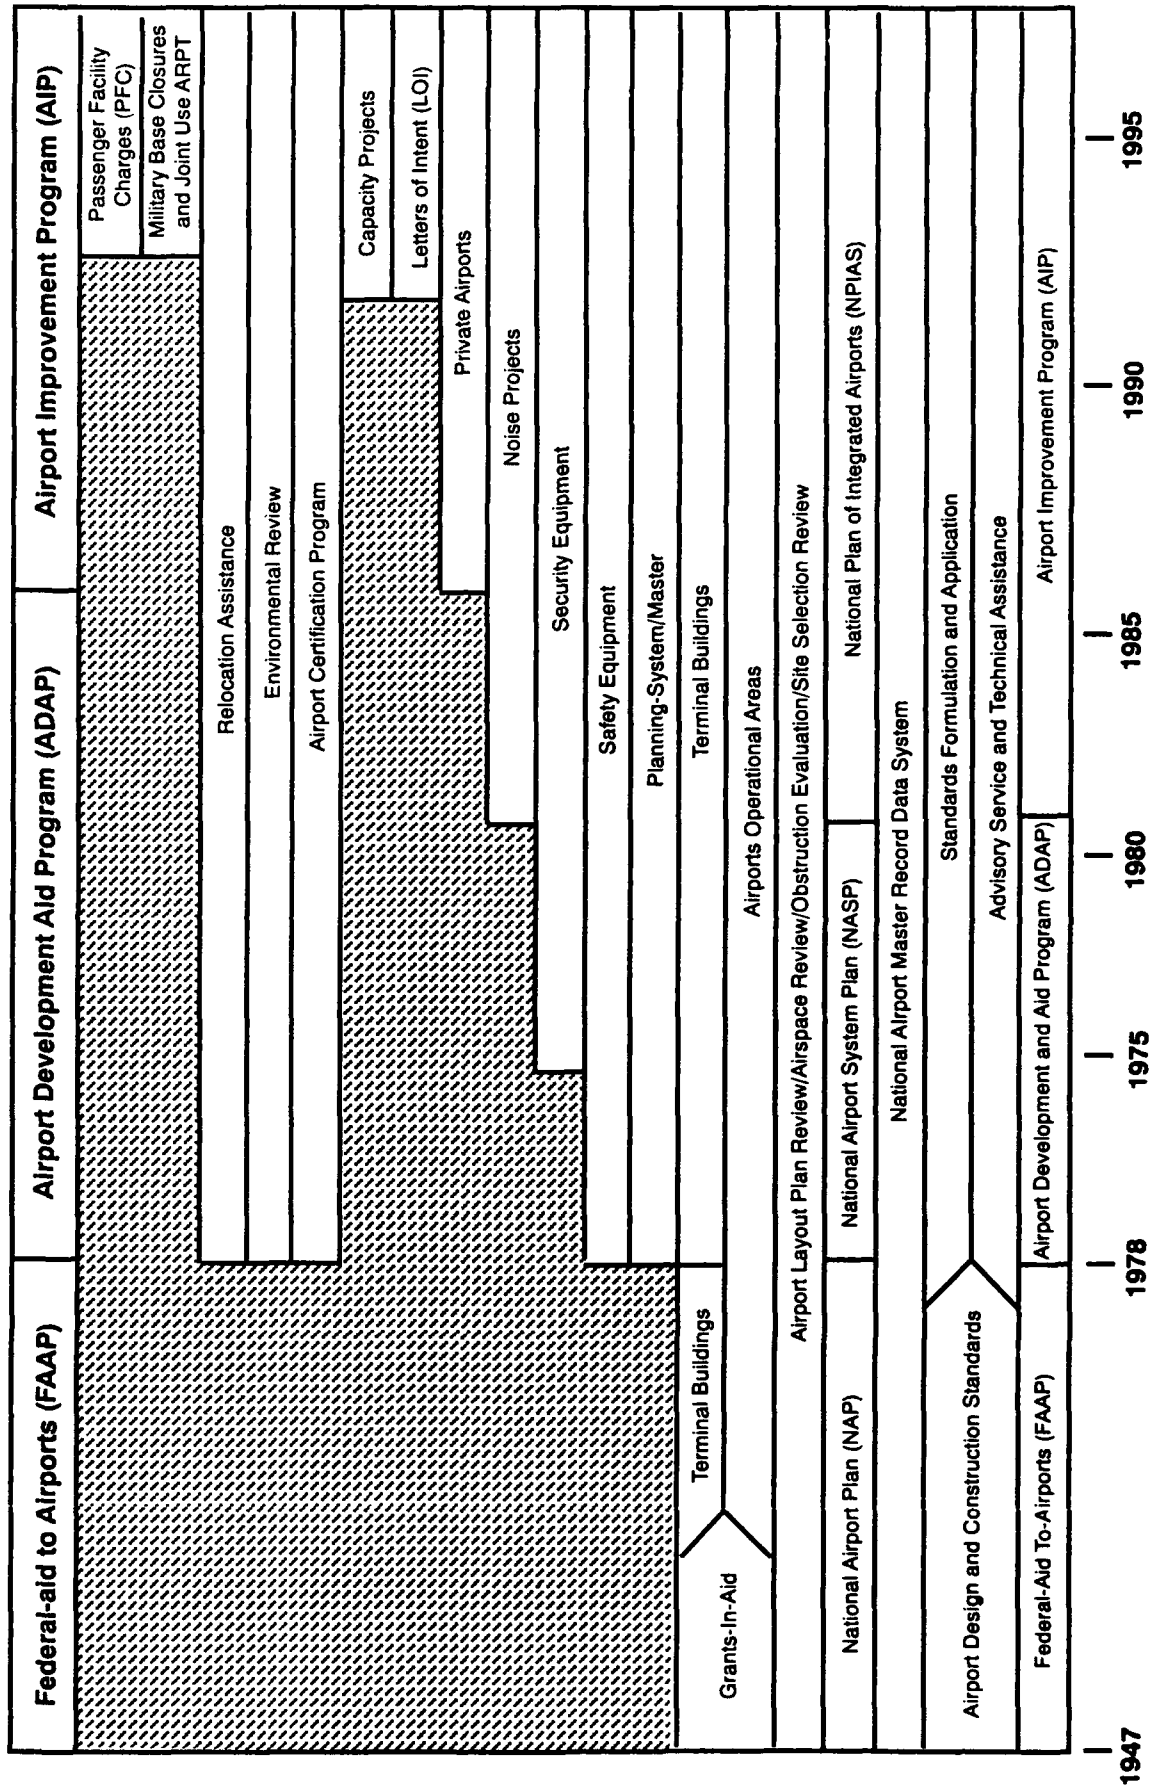 Federal-aid to Airports (FAAP)
Airport Development Aid Program (ADAP)
Airport Improvement Program (AIP)
Passenger Facility
Charges (PFC)
Military Base Closures
and Joint Use ARPT
Relocation Assistance
Environmental Review
Airport Certification Program
Capacity Projects
Letters of Intent (LOI)
Private Airports
Noise Projects
Security Equipment
Safety Equipment
Planning-System/Master
Grants-In-Aid
Terminal Buildings
Terminal Buildings
Airports Operational Areas
Airport Layout Plan Review/Airspace Review/Obstruction Evaluation/Site Selection Review
National Airport Plan (NAP)
National Airport System Plan (NASP)
National Plan of Integrated Airports (NPIAS)
National Airport Master Record Data System
Airport Design and Construction Standards
Standards Formulation and Application
Advisory Service and Technical Assistance
Federal-Aid To-Airports (FAAP)
Airport Development and Aid Program (ADAP)
Airport Improvement Program (AIP)
1947
1978
1975
1980
1985
1990
1995